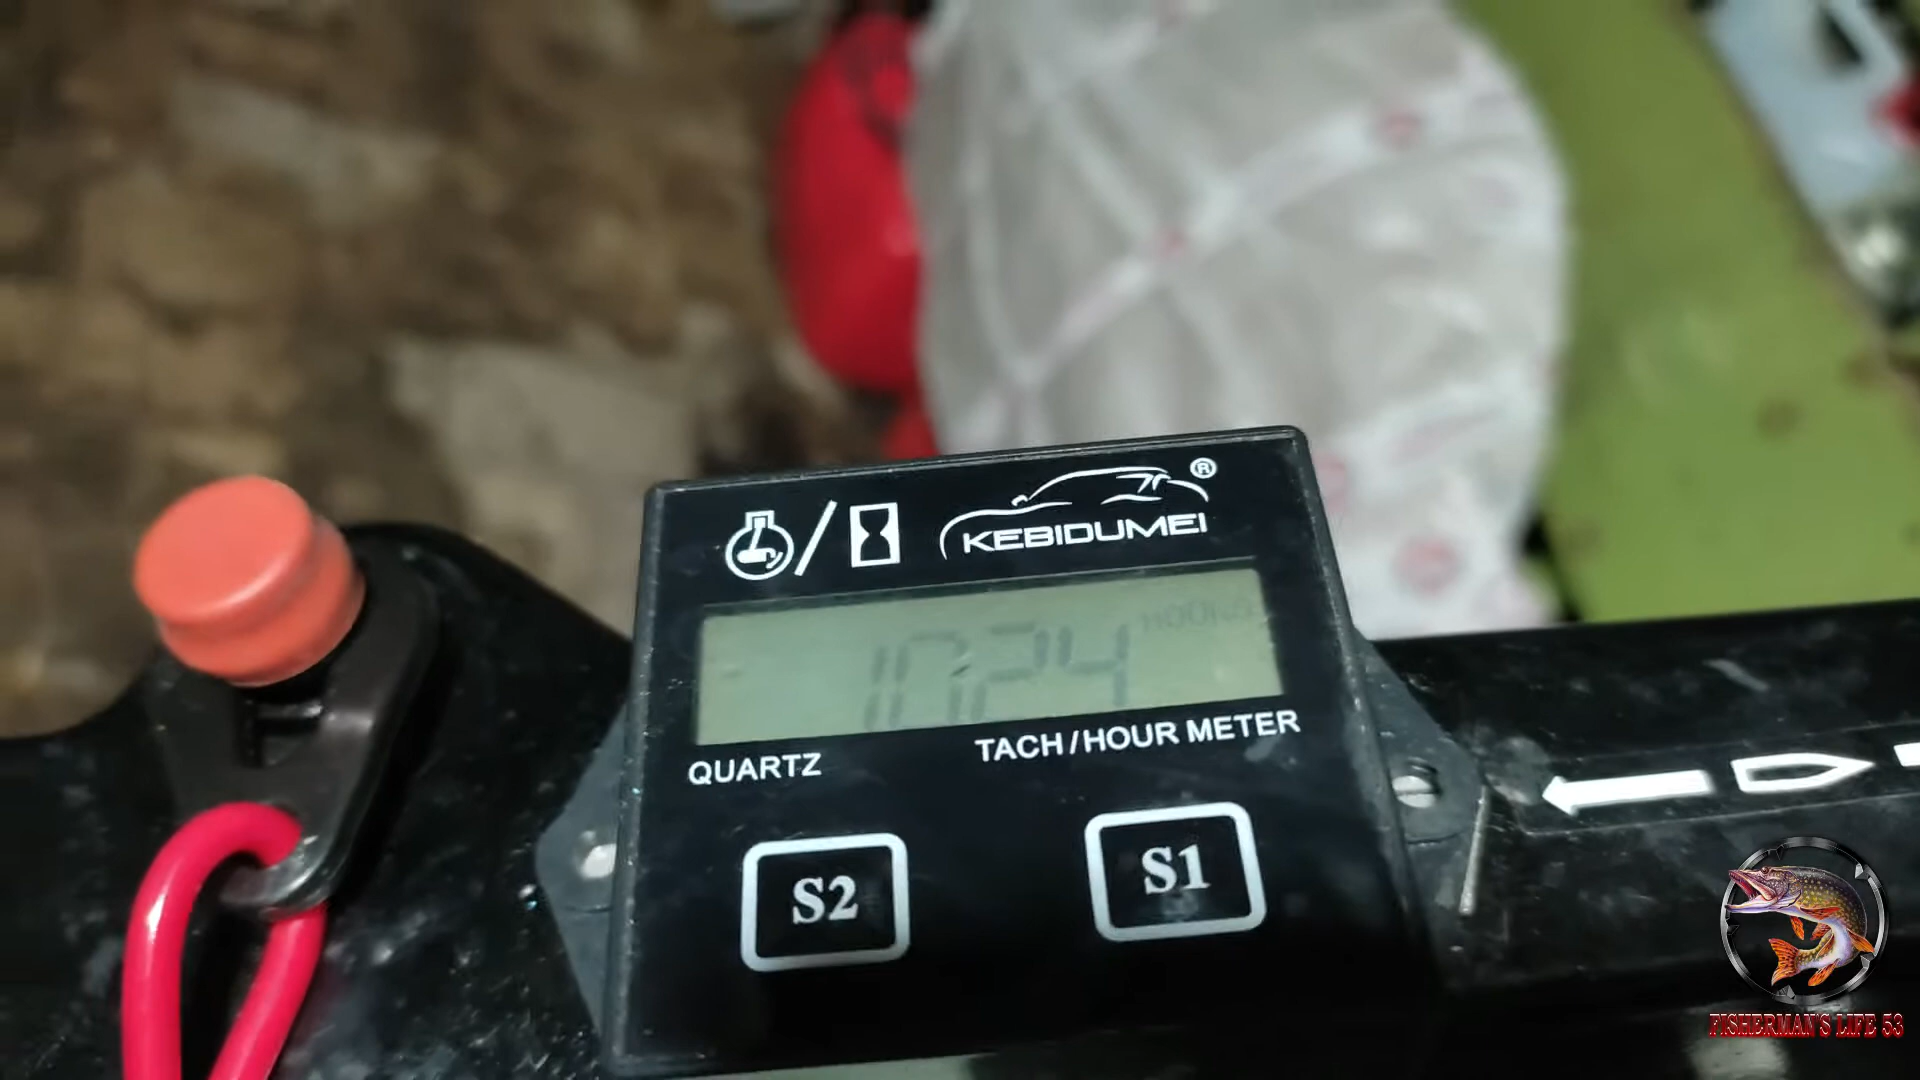 KEBIDUMEI ®
1024
QUARTZ
TACH/HOUR METER
S2
S1
FISHERMAN'S LIFE 53